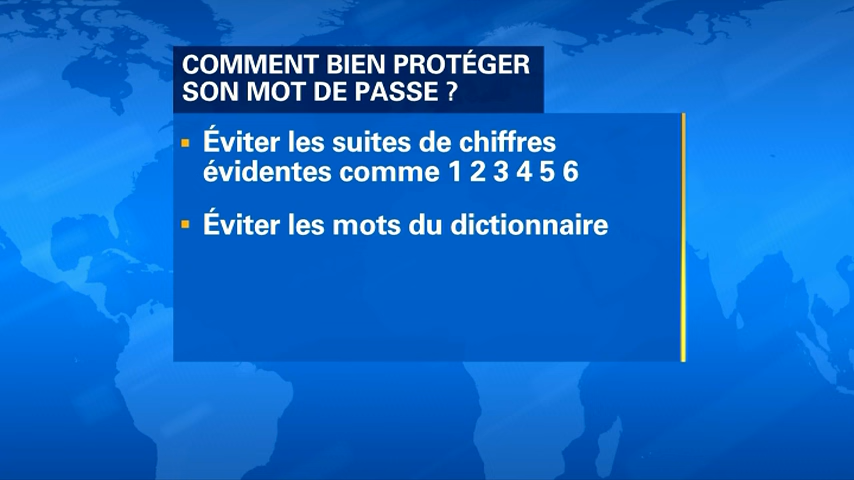 COMMENT BIEN PROTÉGER
SON MOT DE PASSE ?
Éviter les suites de chiffres
évidentes comme 1 2 3 4 5 6
Éviter les mots du dictionnaire